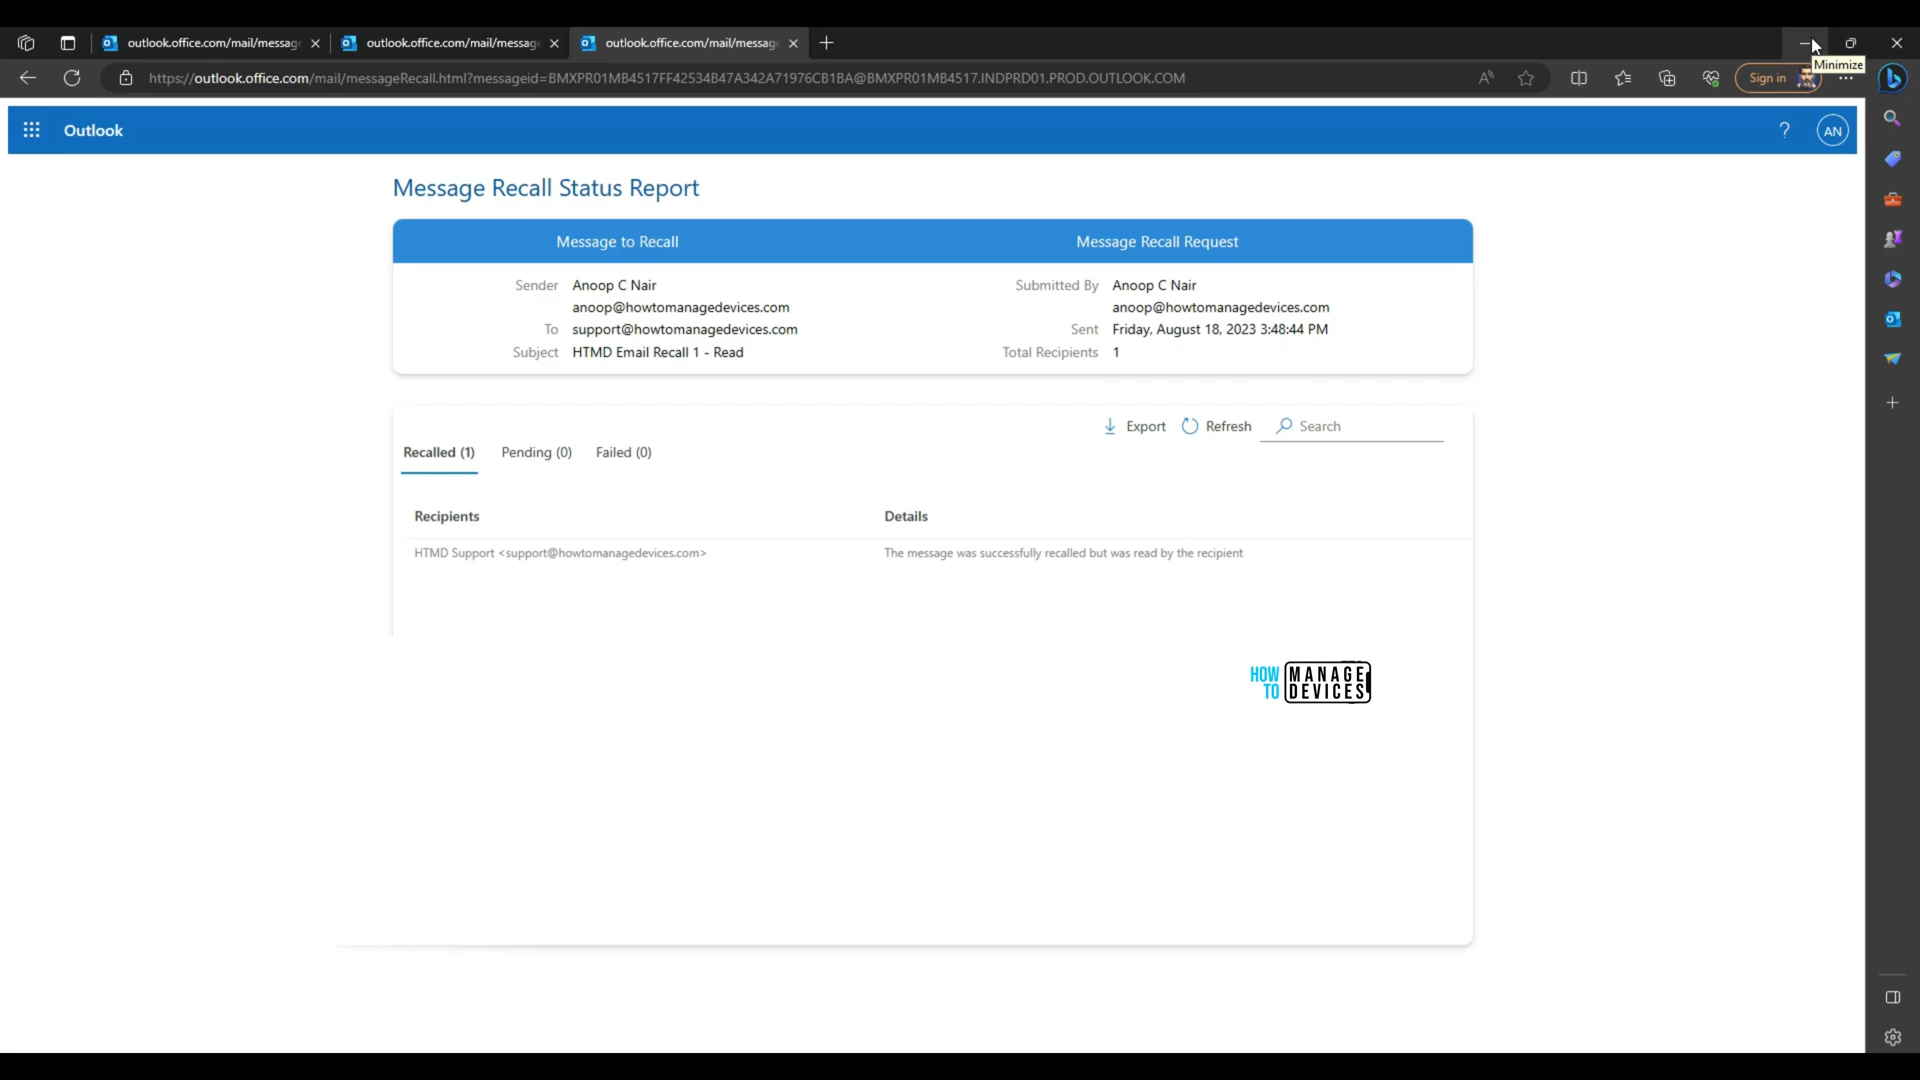 outlook.office.com/mail/messag
outlook.office.com/mail/messag
outlook.office.com/mail/messag
Minimize
https://outlook.office.com/mail/messageRecall.html?messageid=BMXPR01MB4517FF42534B47A342A71976CB1BA@BMXPR01MB4517.INDPRD01.PROD.OUTLOOK.COM
Sign in
Outlook
?
AN
Message Recall Status Report
Message to Recall
Sender Anoop C Nair
anoop@howtomanagedevices.com
To support@howtomanagedevices.com
Subject HTMD Email Recall 1 - Read
Message Recall Request
Submitted By Anoop C Nair
anoop@howtomanagedevices.com
Sent Friday, August 18, 2023 3:48:44 PM
Total Recipients 1
Export Refresh Search
Recalled (1) Pending (0) Failed (0)
Recipients Details
HTMD Support <support@howtomanagedevices.com> The message was successfully recalled but was read by the recipient
HOW MANAGE
TO DEVICES